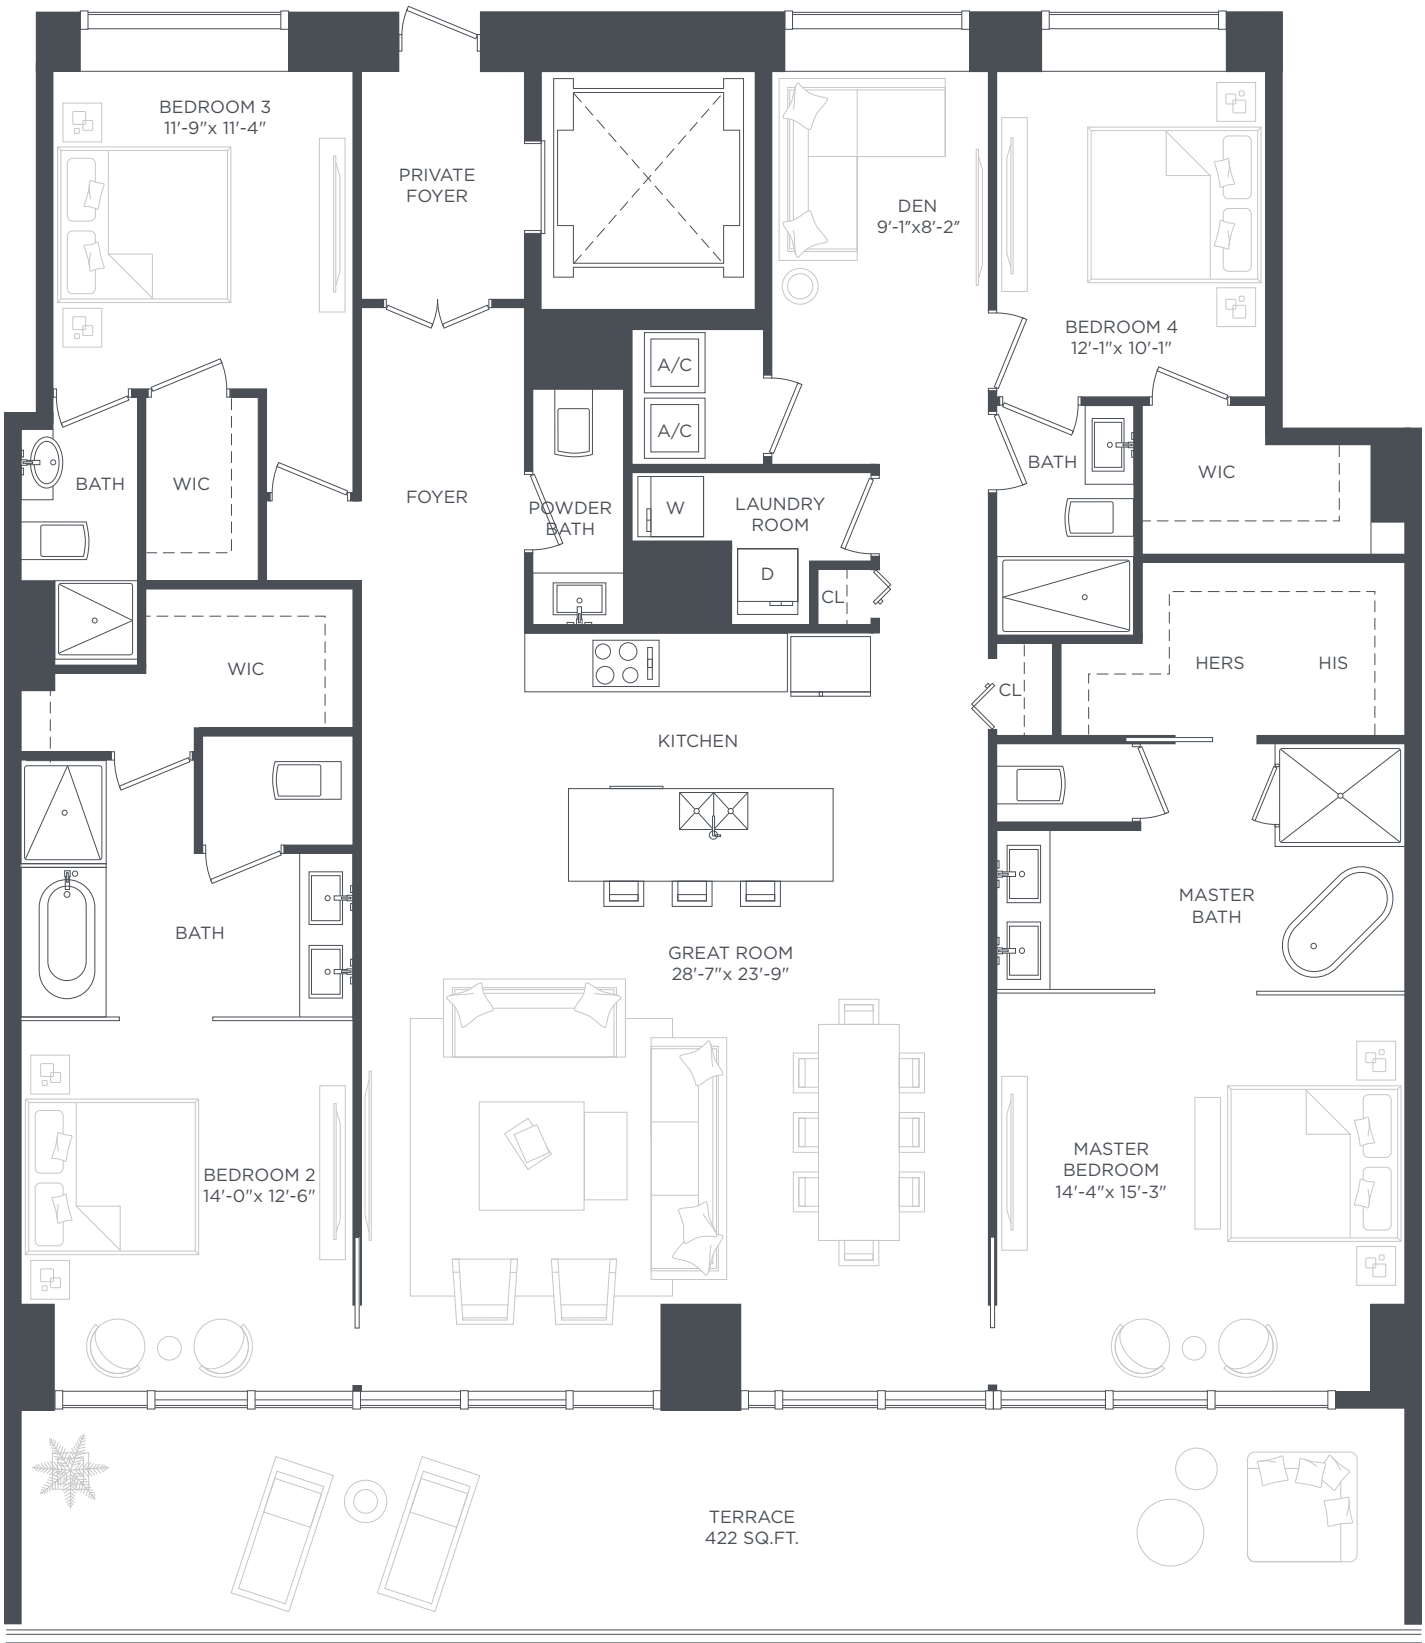 BEDROOM 3
11'-9"x 11'-4"
PRIVATE
FOYER
DEN
9'-1"x8'-2"
BEDROOM 4
12'-1"x 10'-1"
A/C
A/C
BATH
WIC
FOYER
POWDER
BATH
W
LAUNDRY
ROOM
D
CL
BATH
WIC
WIC
HERS
HIS
CL
KITCHEN
BATH
MASTER
BATH
GREAT ROOM
28'-7"x 23'-9"
BEDROOM 2
14'-0"x 12'-6"
MASTER
BEDROOM
14'-4"x 15'-3"
TERRACE
422 SQ.FT.